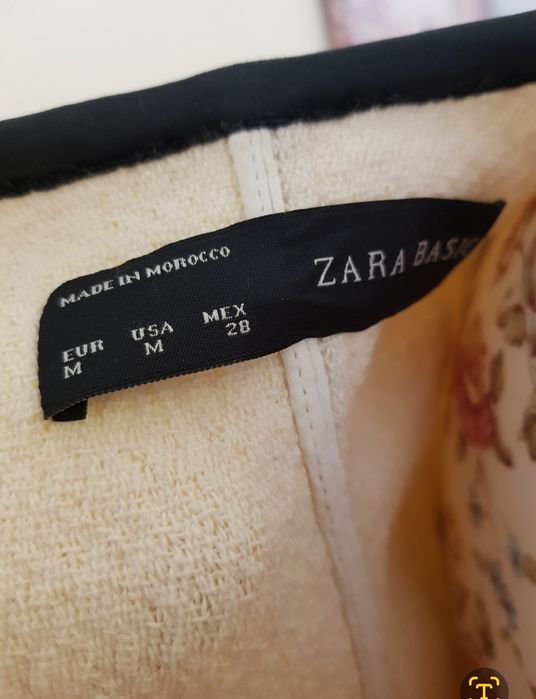 ZARA BASIC
MADE IN MOROCCO
EUR USA MEX
M M 28